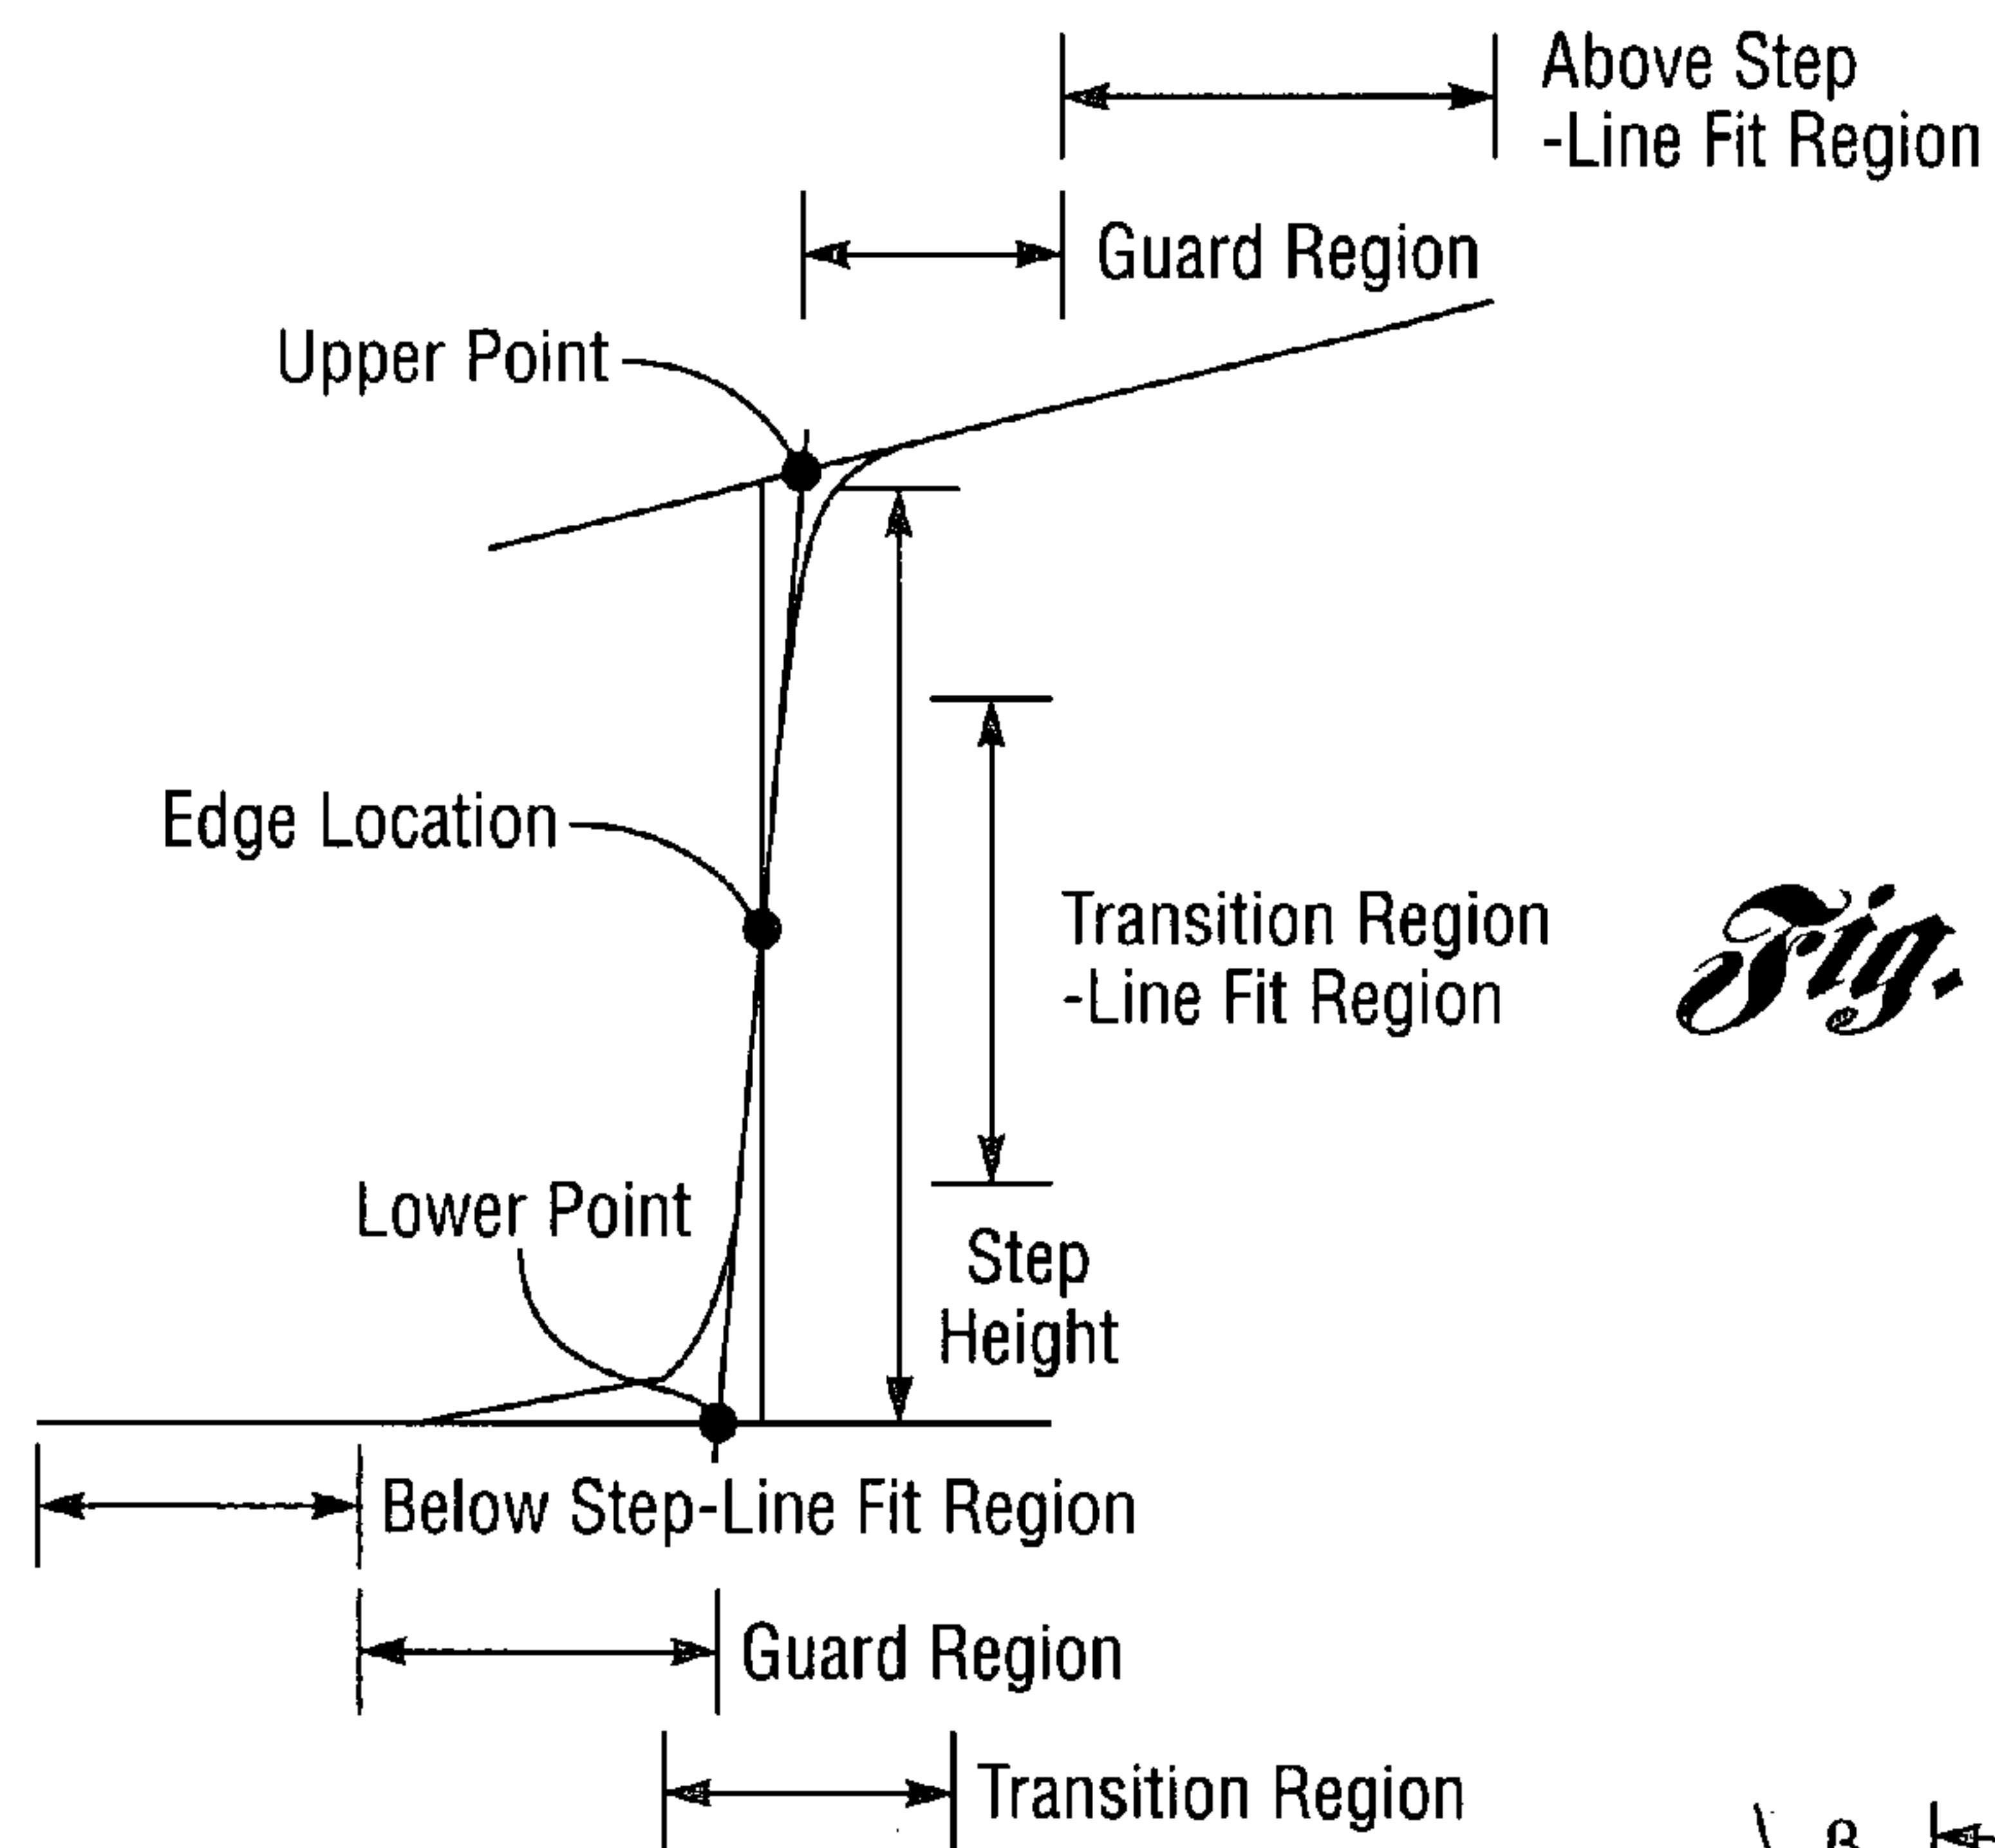 Above Step
-Line Fit Region
Guard Region
Upper Point
Edge Location
Transition Region
-Line Fit Region
Fig.
Lower Point
Step
Height
Below Step-Line Fit Region
Guard Region
Transition Region
β